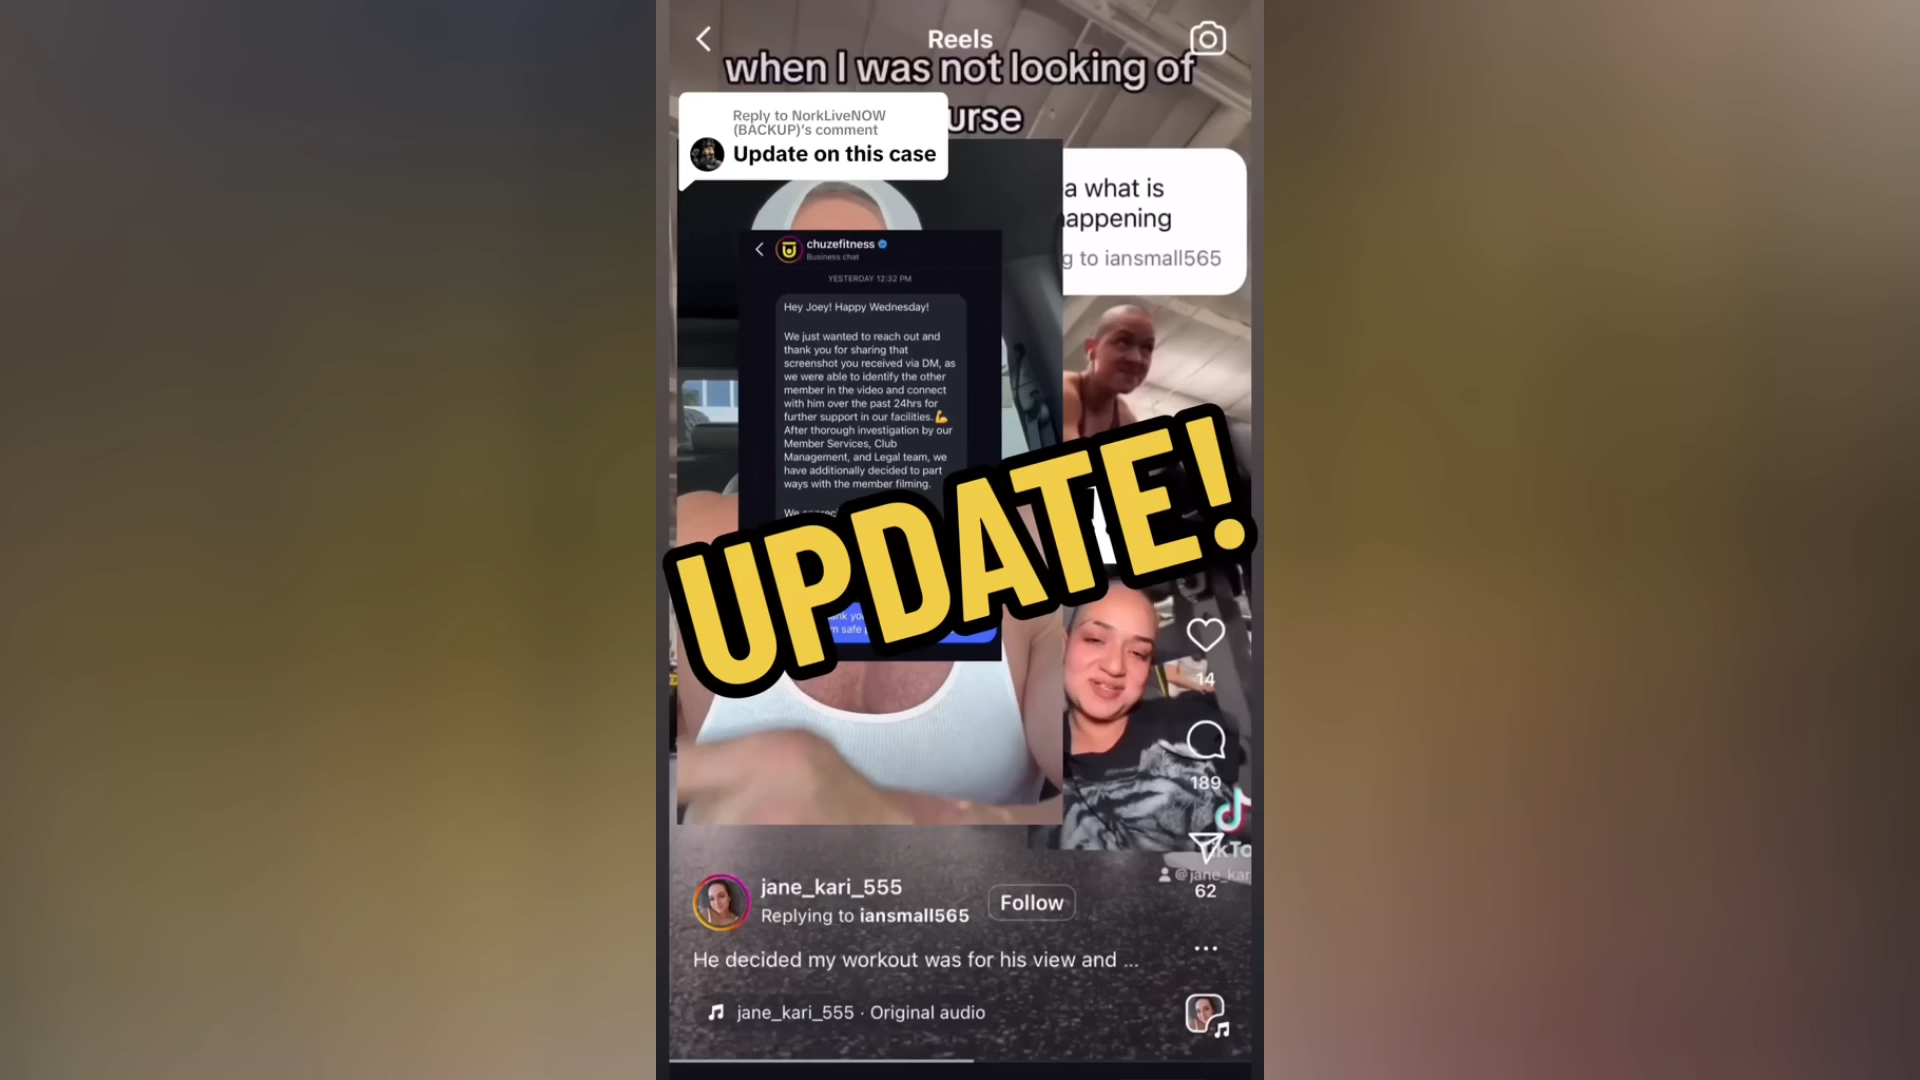 Reels
when I was not looking of
urse
Reply to NorkLiveNOW
(BACKUP)'s comment
Update on this case
a what is
happening
g to iansmall565
chuzefitness
Business chat
YESTERDAY 12:32 PM
Hey Joey! Happy Wednesday!
We just wanted to reach out and
thank you for sharing that
screenshot you received via DM, as
we were able to identify the other
member in the video and connect
with him over the past 24hrs for
further support in our facilities.💪
After thorough investigation by our
Member Services, Club
Management, and Legal team, we
have additionally decided to part
ways with the member filming.
We
UPDATE!
safe
14
189
62
TikTo
@jane_kar
jane_kari_555
Replying to iansmall565
Follow
He decided my workout was for his view and ...
jane_kari_555 · Original audio